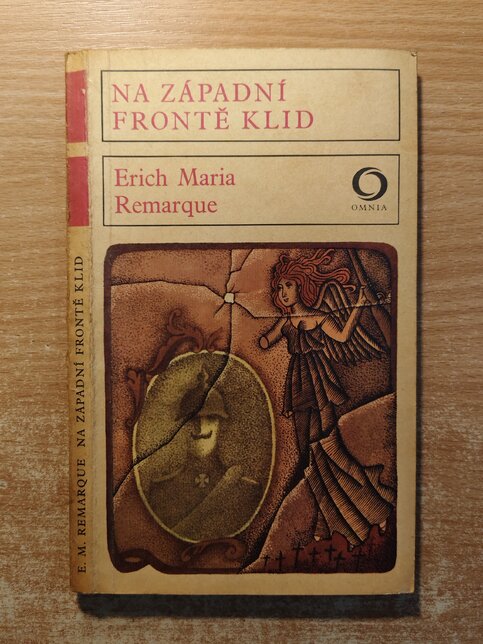 NA ZÁPADNÍ
FRONTĚ KLID
Erich Maria
Remarque
OMNIA
E. M. REMARQUE NA ZÁPADNÍ FRONTĚ KLID